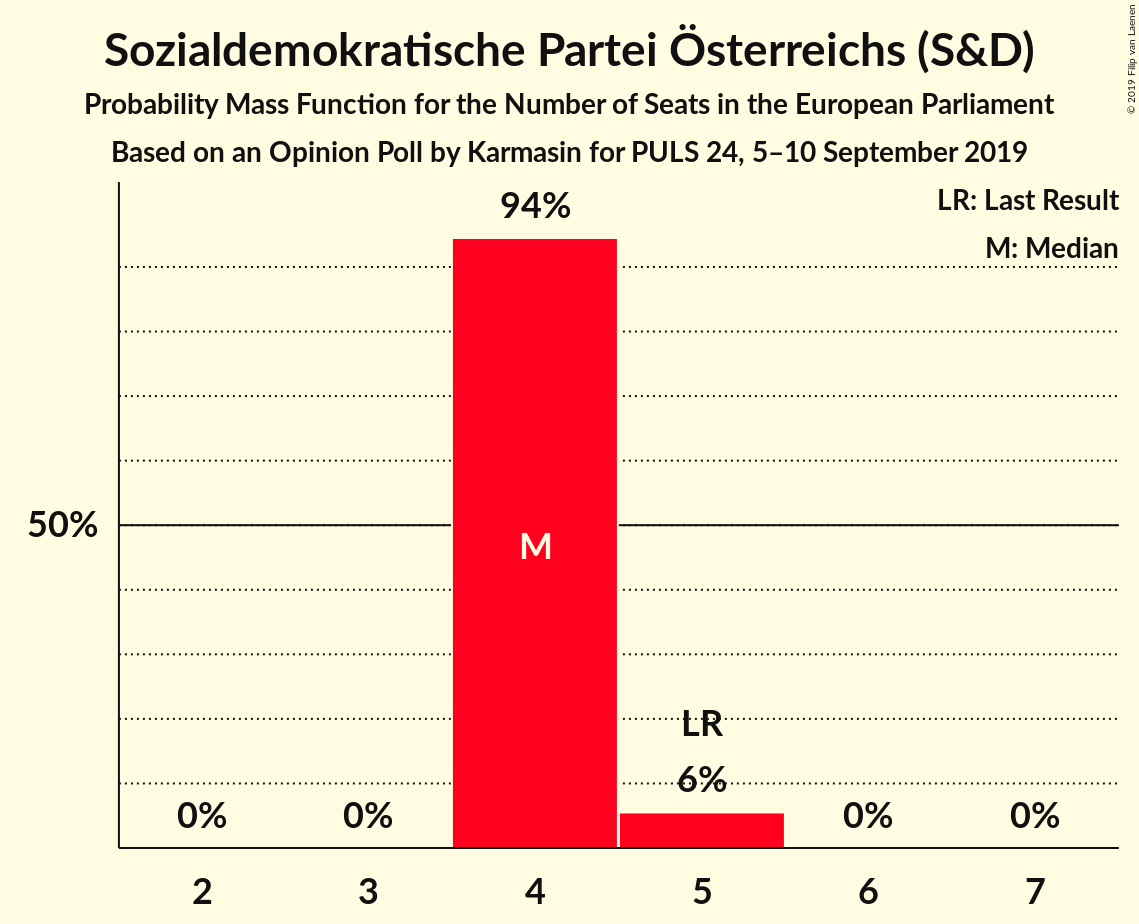 Sozialdemokratische Partei Österreichs (S&D)
Probability Mass Function for the Number of Seats in the European Parliament
Based on an Opinion Poll by Karmasin for PULS 24, 5–10 September 2019
© 2019 Filip van Laenen
LR: Last Result
M: Median
94%
50%
M
LR
6%
0%
0%
0%
0%
2
3
4
5
6
7